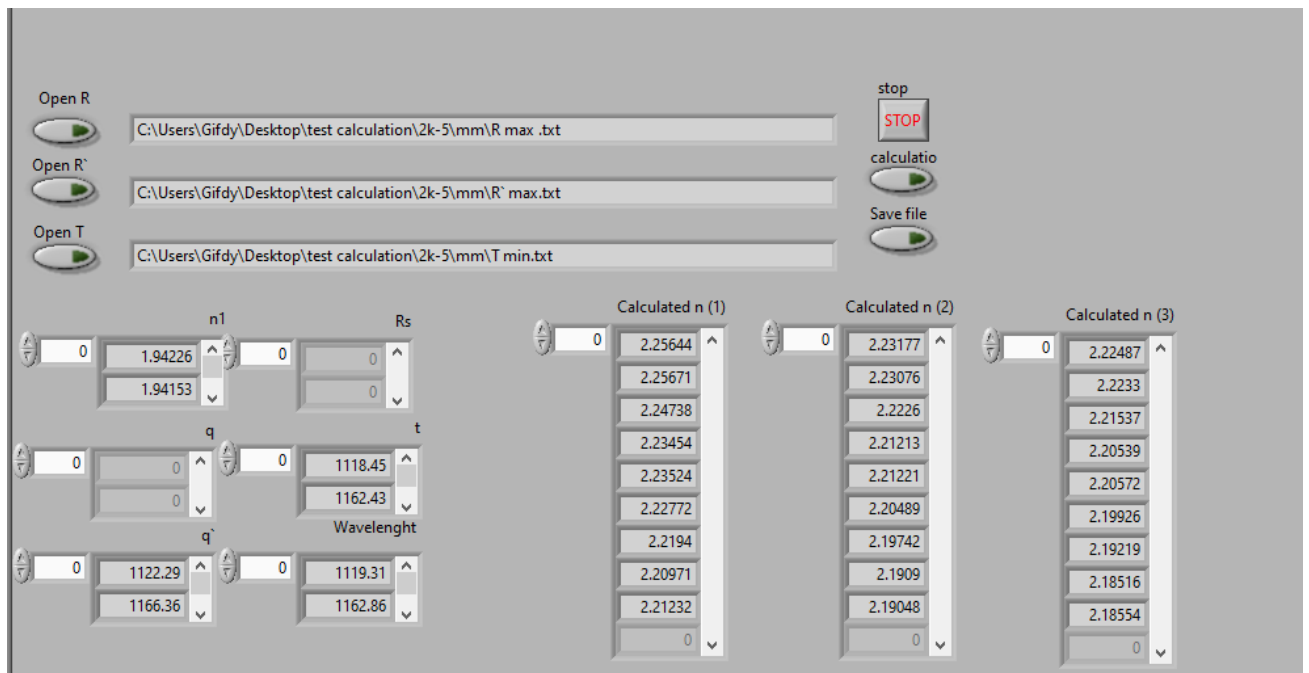 Open R
C:\Users\Gifdy\Desktop\test calculation\2k-5\mm\R max .txt
stop
STOP
Open R`
C:\Users\Gifdy\Desktop\test calculation\2k-5\mm\R` max.txt
calculatio
Open T
C:\Users\Gifdy\Desktop\test calculation\2k-5\mm\T min.txt
Save file
n1
0
1.94226
1.94153
Rs
0
0
0
q
0
0
0
t
0
1118.45
1162.43
q`
0
1122.29
1166.36
Wavelenght
0
1119.31
1162.86
Calculated n (1)
0
2.25644
2.25671
2.24738
2.23454
2.23524
2.22772
2.2194
2.20971
2.21232
0
Calculated n (2)
0
2.23177
2.23076
2.2226
2.21213
2.21221
2.20489
2.19742
2.1909
2.19048
0
Calculated n (3)
0
2.22487
2.2233
2.21537
2.20539
2.20572
2.19926
2.19219
2.18516
2.18554
0